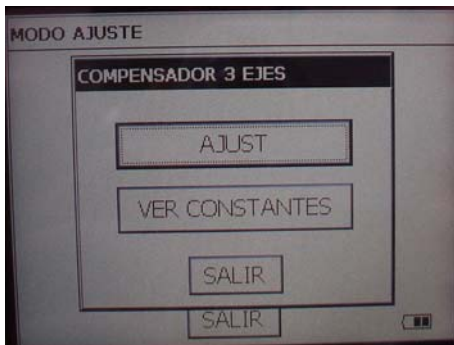 MODO AJUSTE
COMPENSADOR 3 EJES
AJUST
VER CONSTANTES
SALIR
SALIR